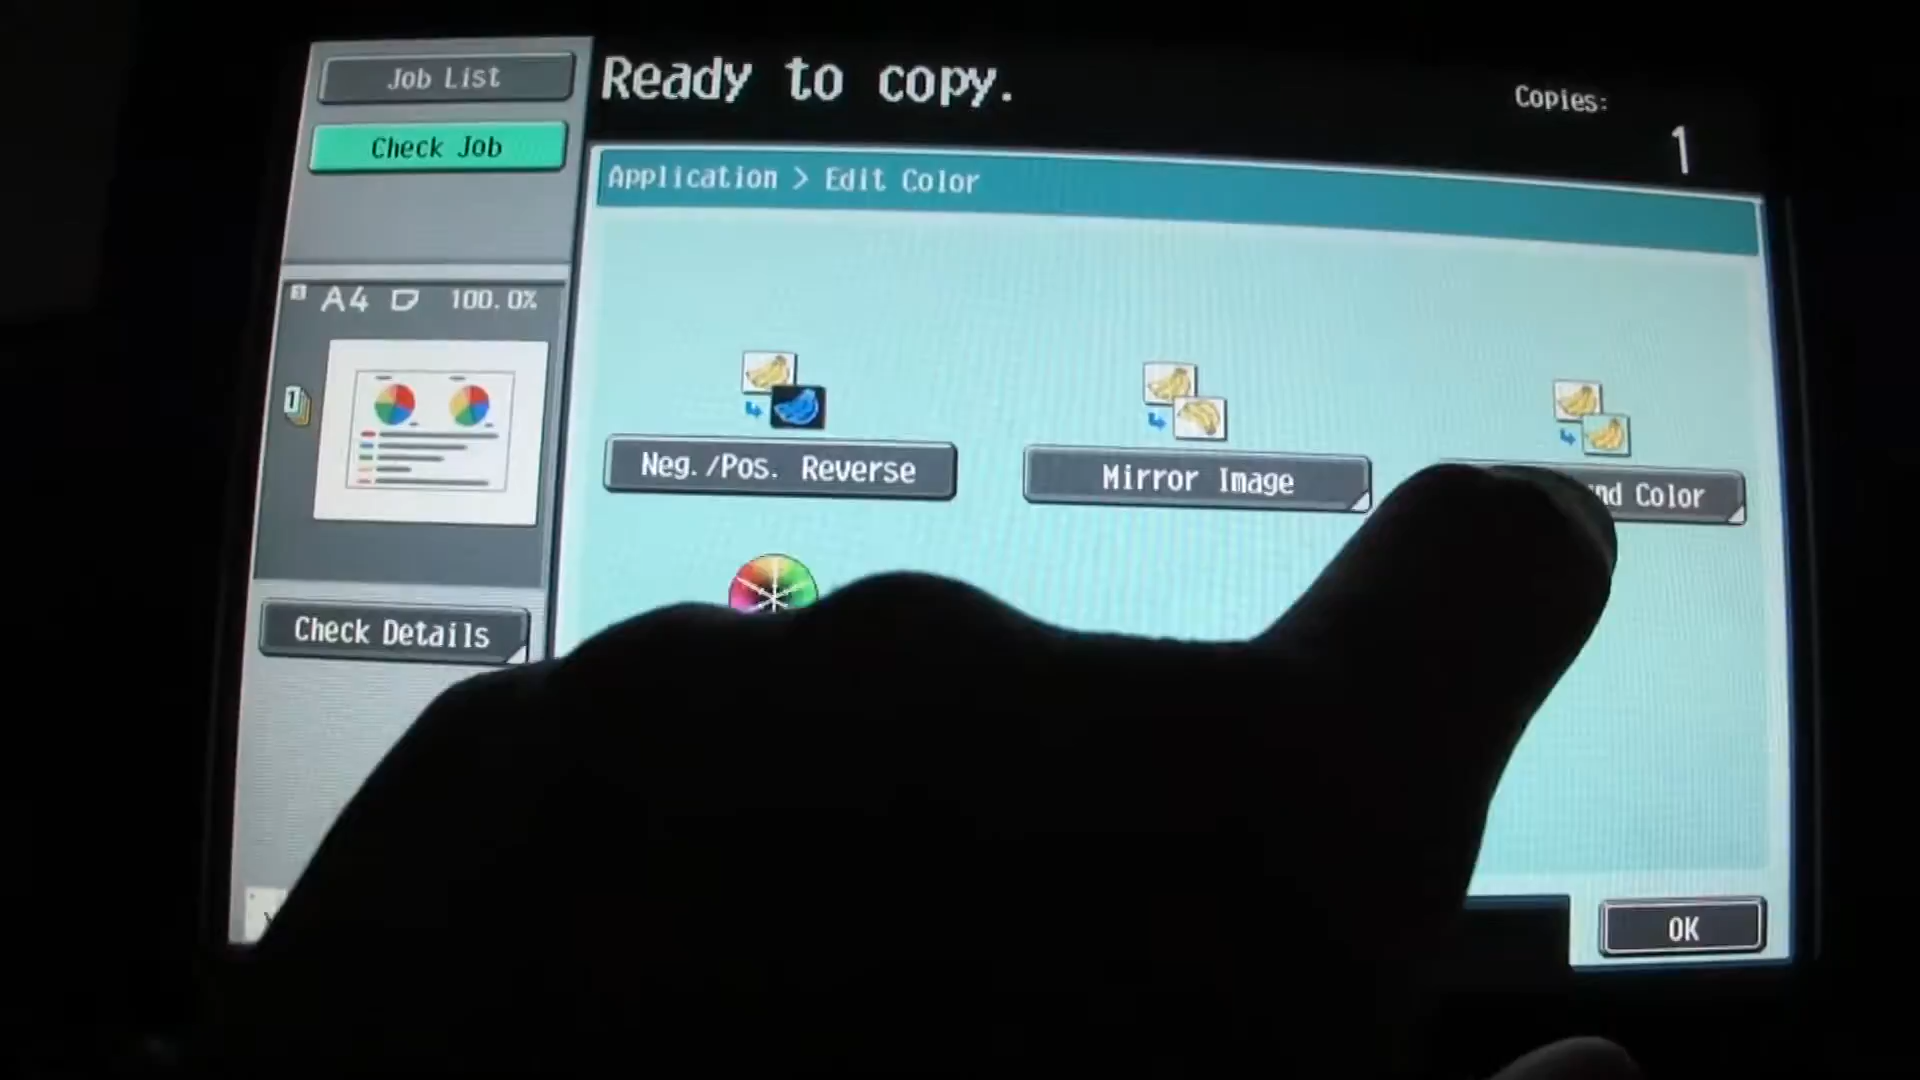 Job List
Ready to copy.
Copies:
1
Check Job
Application > Edit Color
A4 100.0%
1
Neg./Pos. Reverse
Mirror Image
Color
Check Details
OK